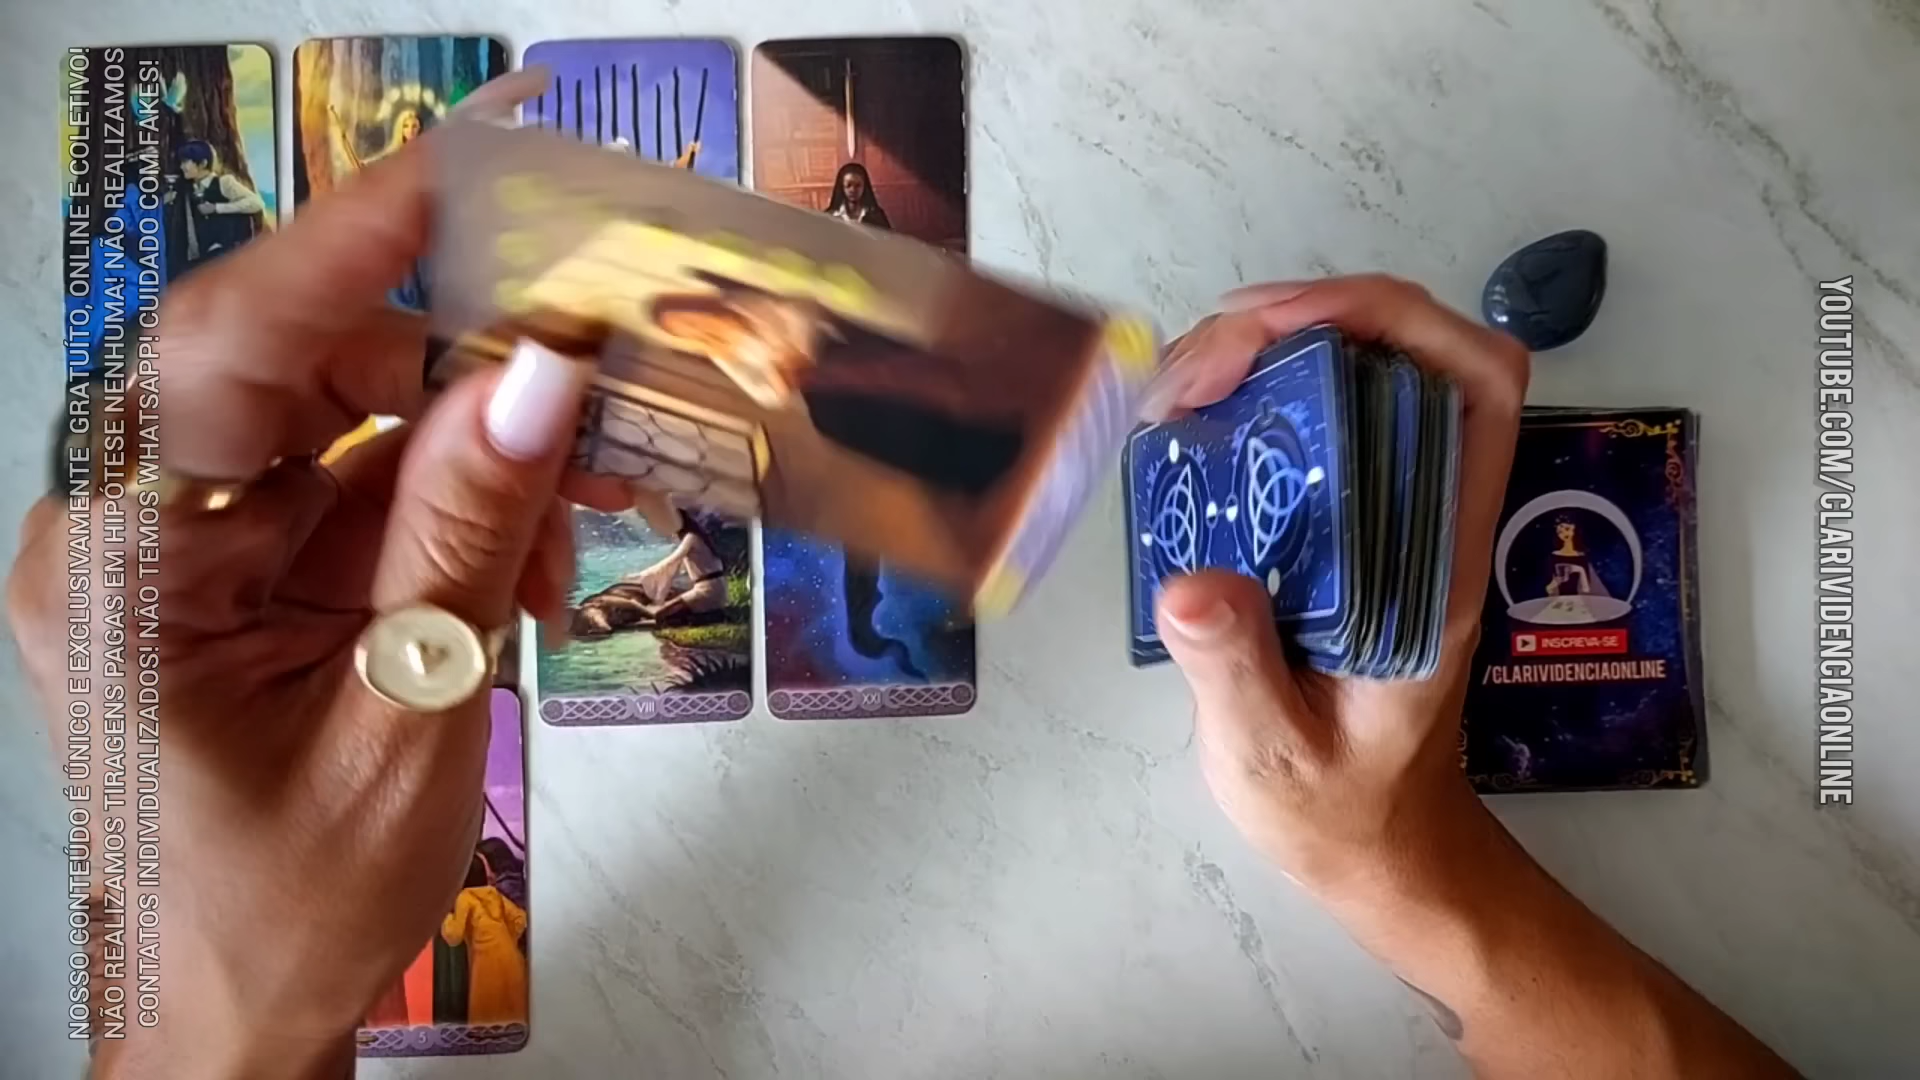 NOSSO CONTEÚDO É ÚNICO E EXCLUSIVAMENTE GRATUÍTO, ONLINE E COLETIVO!
NÃO REALIZAMOS TIRAGENS PAGAS EM HIPÓTESE NENHUMA! NÃO REALIZAMOS
CONTATOS INDIVIDUALIZADOS! NÃO TEMOS WHATSAPP! CUIDADO COM FAKES!
VIII
XXI
5
INSCREVA-SE
/CLARIVIDENCIAONLINE
YOUTUBE.COM/CLARIVIDENCIAONLINE